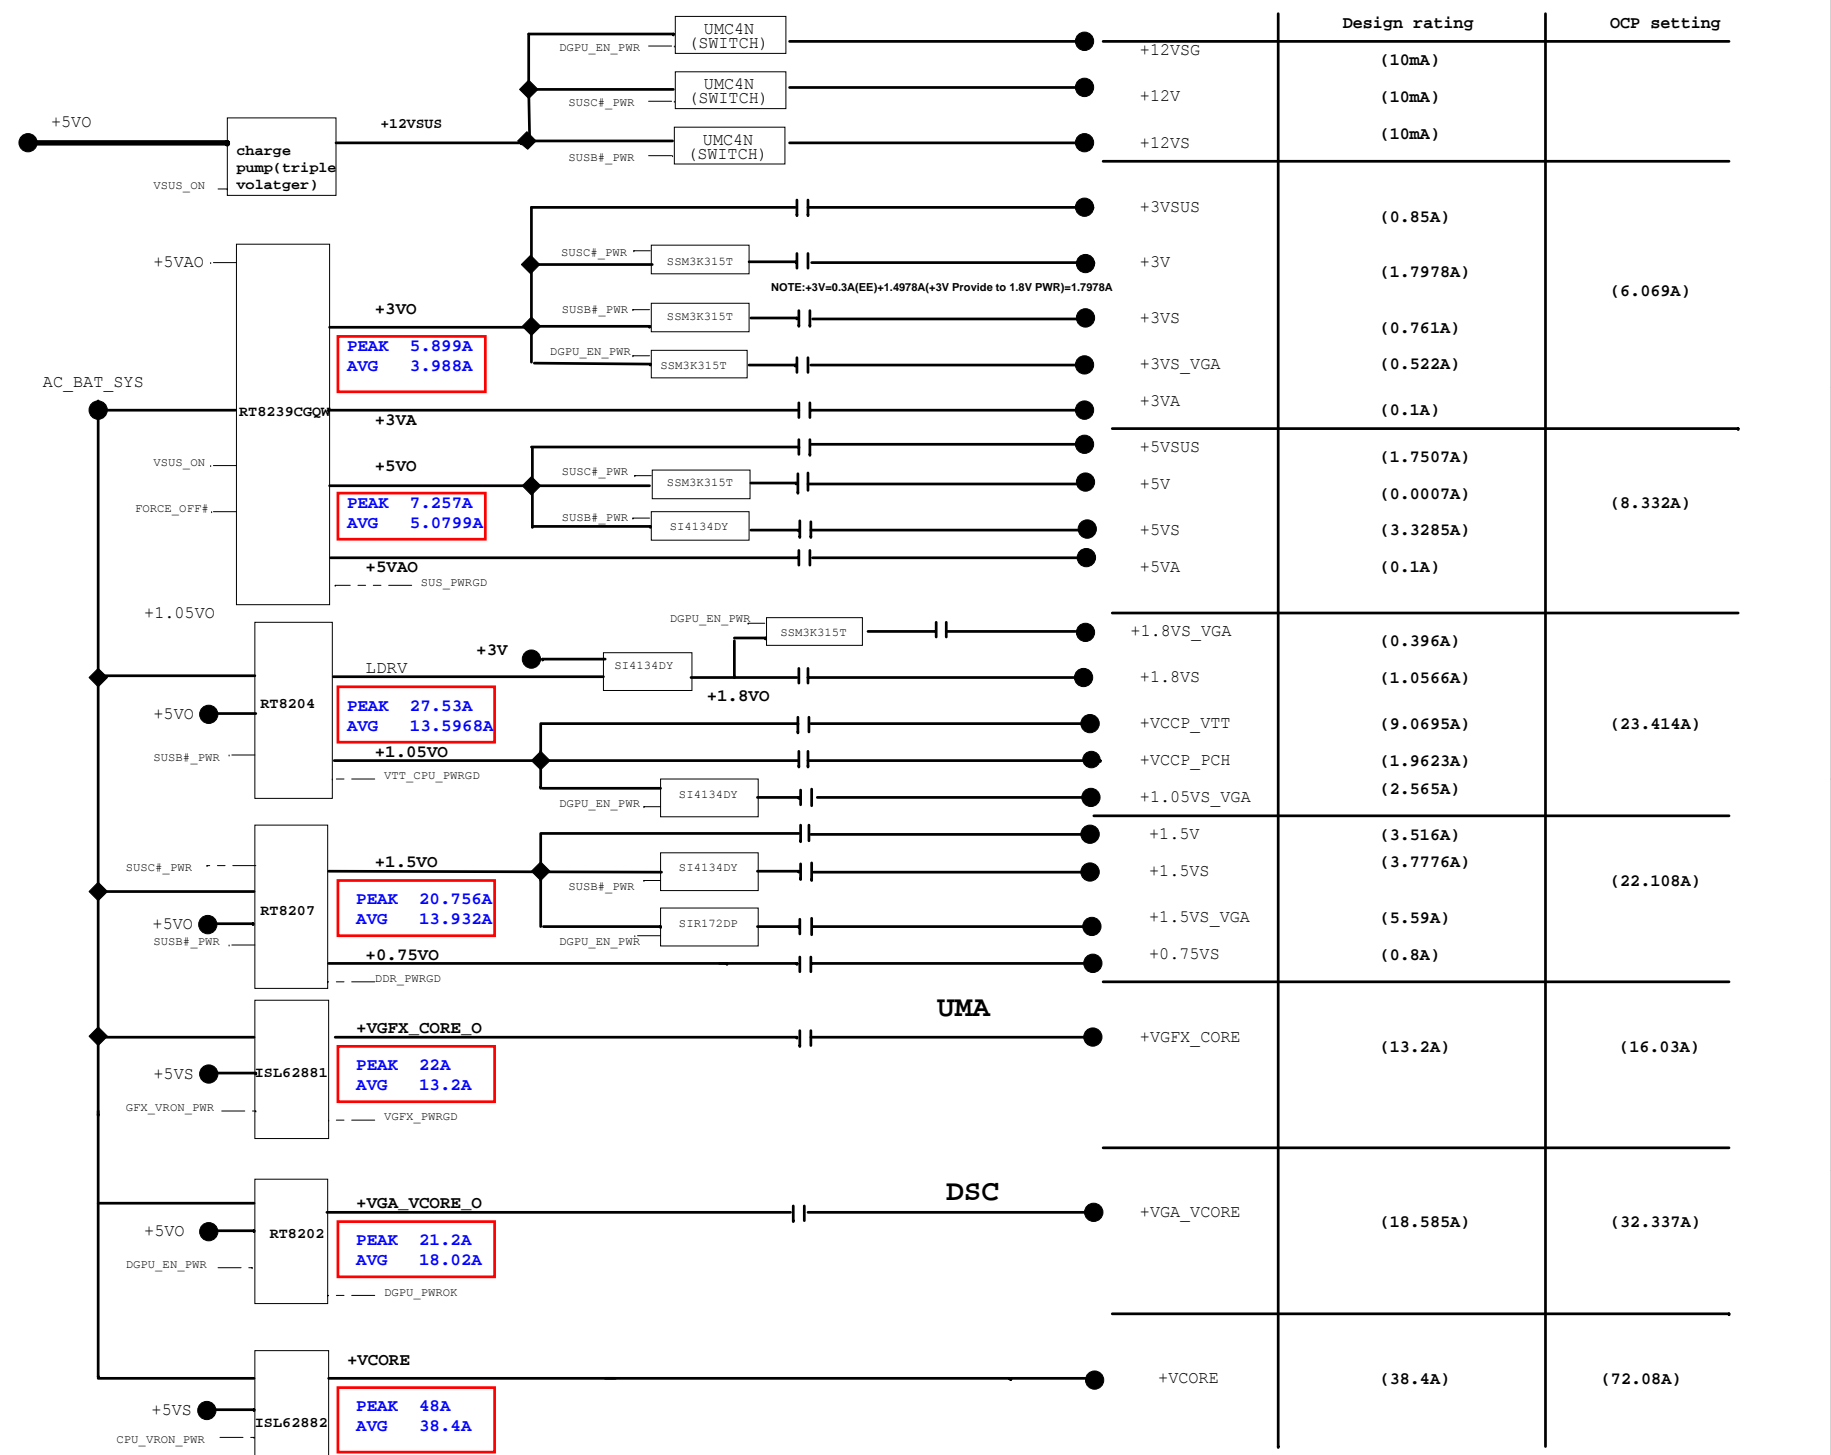 Design rating
OCP setting
UMC4N
(SWITCH)
DGPU_EN_PWR
+12VSG
(10mA)
UMC4N
(SWITCH)
SUSC#_PWR
+12V
(10mA)
+5VO
+12VSUS
UMC4N
(SWITCH)
SUSB#_PWR
+12VS
(10mA)
charge
pump(triple
volatger)
VSUS_ON
+3VSUS
(0.85A)
+5VAO
SUSC#_PWR
SSM3K315T
+3V
(1.7978A)
NOTE:+3V=0.3A(EE)+1.4978A(+3V Provide to 1.8V PWR)=1.7978A
(6.069A)
+3VO
SUSB#_PWR
SSM3K315T
+3VS
(0.761A)
PEAK 5.899A
AVG 3.988A
DGPU_EN_PWR
SSM3K315T
+3VS_VGA
(0.522A)
AC_BAT_SYS
RT8239CGQW
+3VA
+3VA
(0.1A)
+5VSUS
(1.7507A)
VSUS_ON
+5VO
SUSC#_PWR
SSM3K315T
+5V
(0.0007A)
(8.332A)
FORCE_OFF#
PEAK 7.257A
AVG 5.0799A
SUSB#_PWR
SI4134DY
+5VS
(3.3285A)
+5VAO
+5VA
(0.1A)
SUS_PWRGD
+1.05VO
DGPU_EN_PWR
SSM3K315T
+1.8VS_VGA
(0.396A)
+3V
LDRV
SI4134DY
+1.8VS
(1.0566A)
+1.8VO
RT8204
+5VO
PEAK 27.53A
AVG 13.5968A
+VCCP_VTT
(9.0695A)
(23.414A)
SUSB#_PWR
+1.05VO
+VCCP_PCH
(1.9623A)
VTT_CPU_PWRGD
DGPU_EN_PWR
SI4134DY
+1.05VS_VGA
(2.565A)
+1.5V
(3.516A)
SUSC#_PWR
+1.5VO
SUSB#_PWR
SI4134DY
+1.5VS
(3.7776A)
(22.108A)
RT8207
+5VO
SUSB#_PWR
PEAK 20.756A
AVG 13.932A
DGPU_EN_PWR
SIR172DP
+1.5VS_VGA
(5.59A)
+0.75VO
+0.75VS
(0.8A)
DDR_PWRGD
UMA
+VGFX_CORE_O
+VGFX_CORE
(13.2A)
(16.03A)
+5VS
ISL62881
PEAK 22A
AVG 13.2A
GFX_VRON_PWR
VGFX_PWRGD
DSC
+VGA_VCORE_O
+VGA_VCORE
(18.585A)
(32.337A)
+5VO
RT8202
PEAK 21.2A
AVG 18.02A
DGPU_EN_PWR
DGPU_PWROK
+VCORE
+VCORE
(38.4A)
(72.08A)
+5VS
ISL62882
PEAK 48A
AVG 38.4A
CPU_VRON_PWR